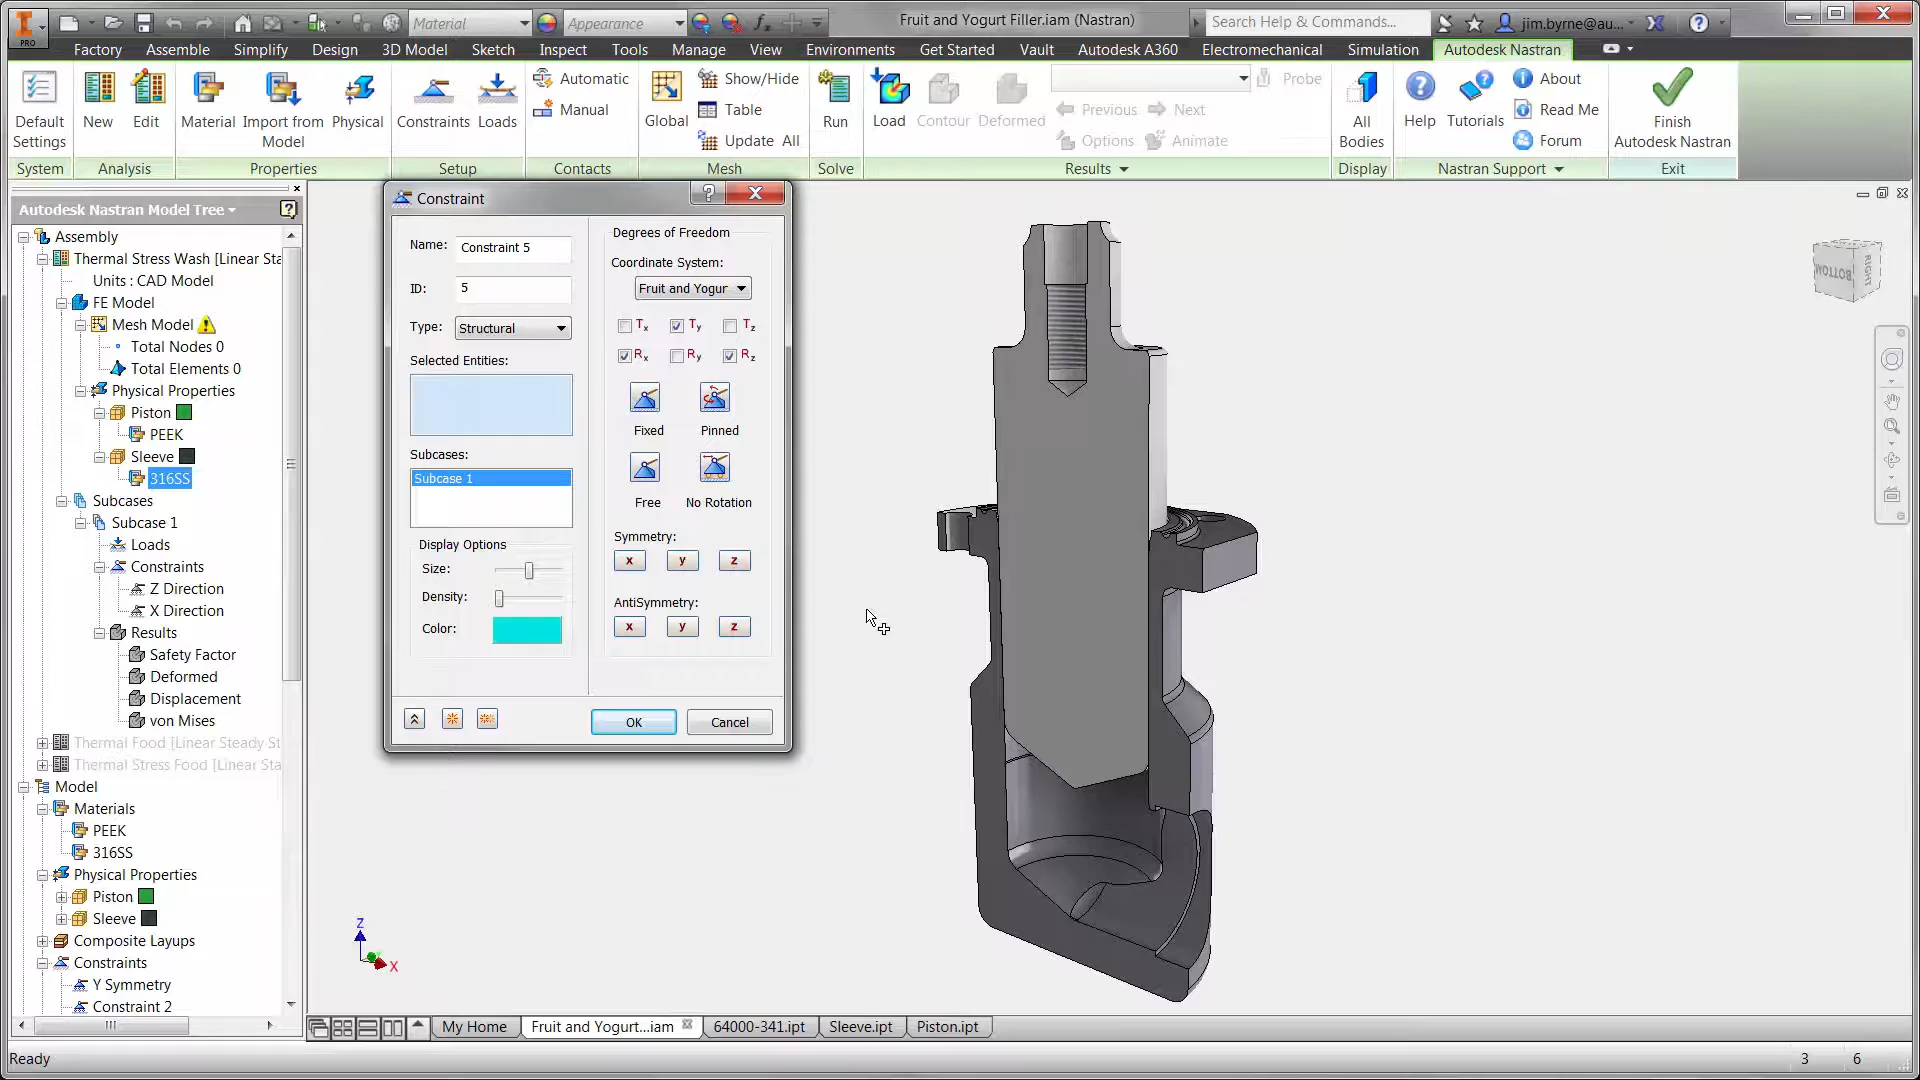 Material
Appearance
Fruit and Yogurt Filler.iam (Nastran)
Search Help & Commands...
jim.byrne@au...
PRO
Factory Assemble Simplify Design 3D Model Sketch Inspect Tools Manage View Environments Get Started Vault Autodesk A360 Electromechanical Simulation Autodesk Nastran
Default Settings
New
Edit
Material
Import from Model
Physical
Constraints
Loads
Automatic
Manual
Global
Show/Hide
Table
Update All
Run
Load
Contour
Deformed
Probe
Previous
Next
Options
Animate
All Bodies
Help
Tutorials
About
Read Me
Forum
Finish Autodesk Nastran
System Analysis Properties Setup Contacts Mesh Solve Results Display Nastran Support Exit
Autodesk Nastran Model Tree
Assembly
Thermal Stress Wash [Linear Sta
Units : CAD Model
FE Model
Mesh Model
Total Nodes 0
Total Elements 0
Physical Properties
Piston
PEEK
Sleeve
316SS
Subcases
Subcase 1
Loads
Constraints
Z Direction
X Direction
Results
Safety Factor
Deformed
Displacement
von Mises
Thermal Food [Linear Steady St
Thermal Stress Food [Linear Sta
Model
Materials
PEEK
316SS
Physical Properties
Piston
Sleeve
Composite Layups
Constraints
Y Symmetry
Constraint 2
Constraint
Name: Constraint 5
ID: 5
Type: Structural
Selected Entities:
Subcases:
Subcase 1
Display Options
Size:
Density:
Color:
Degrees of Freedom
Coordinate System:
Fruit and Yogur
Tx Ty Tz
Rx Ry Rz
Fixed Pinned
Free No Rotation
Symmetry:
x y z
AntiSymmetry:
x y z
OK Cancel
BOTTOM
RIGHT
Z
X
My Home Fruit and Yogurt...iam 64000-341.ipt Sleeve.ipt Piston.ipt
Ready
3 6